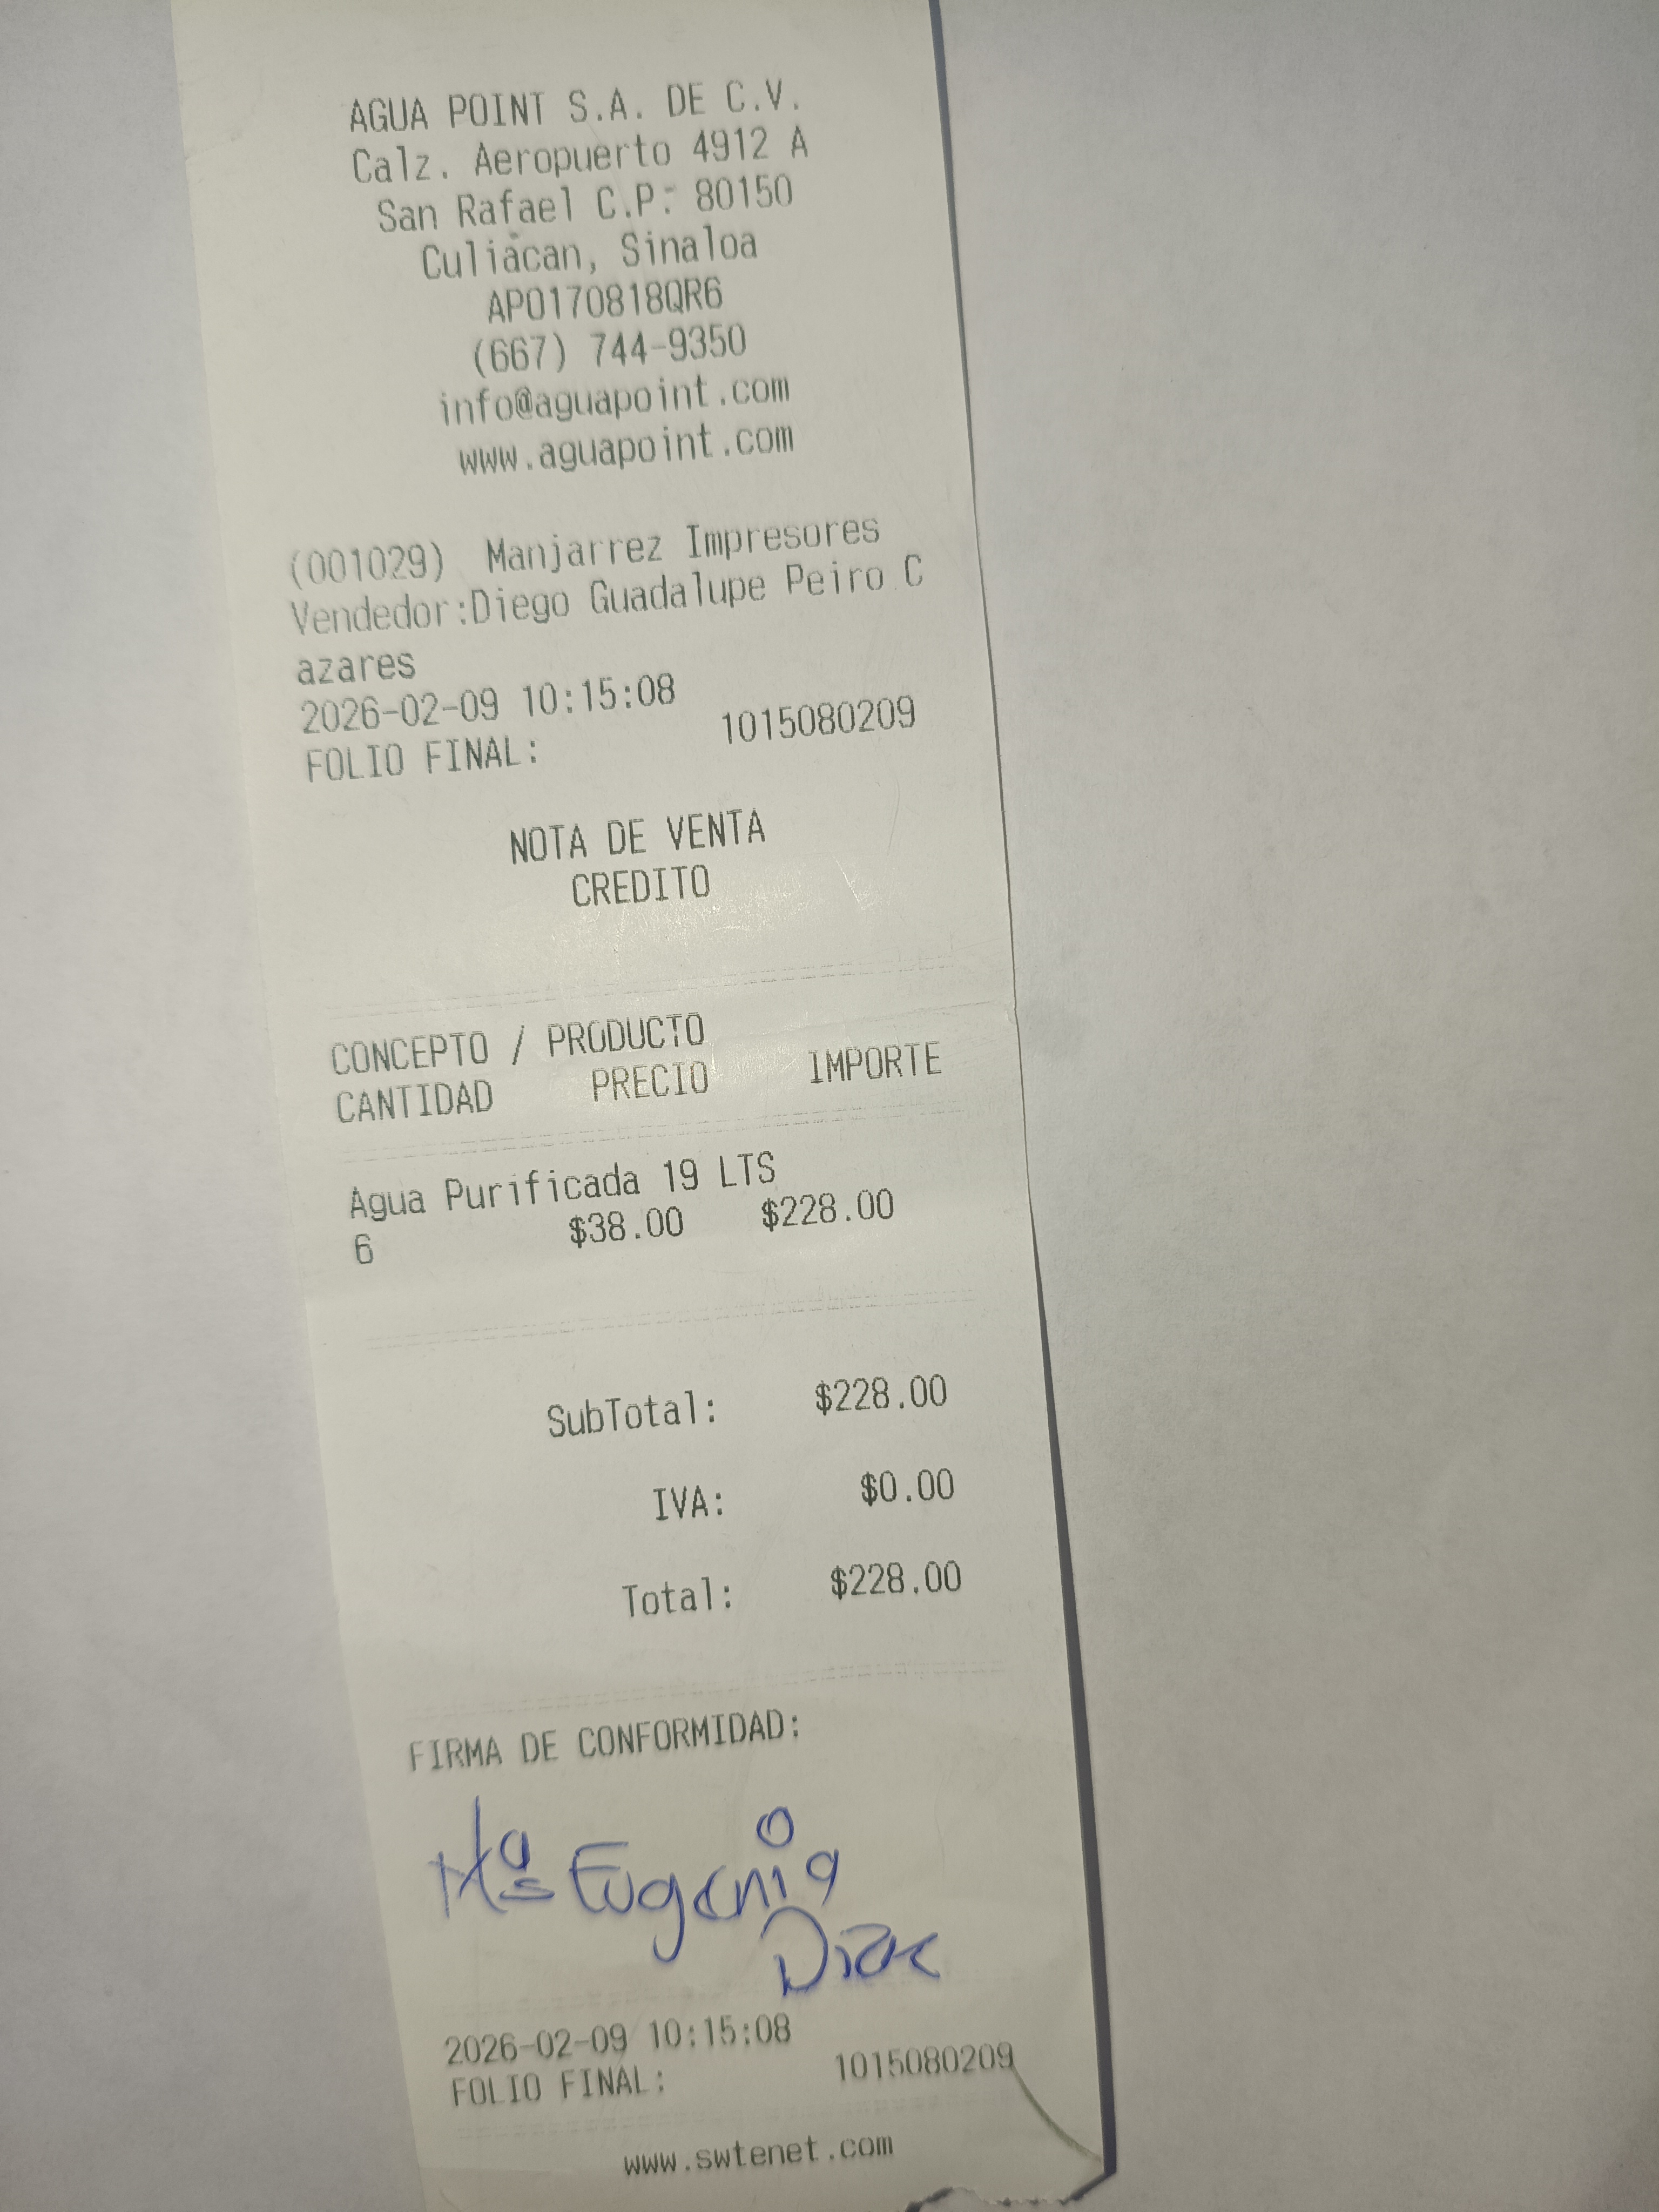 AGUA POINT S.A. DE C.V.
Calz. Aeropuerto 4912 A
San Rafael C.P: 80150
Culiacan, Sinaloa
APO170818QR6
(667) 744-9350
info@aguapoint.com
www.aguapoint.com
(001029) Manjarrez Impresores
Vendedor:Diego Guadalupe Peiro C
azares
2026-02-09 10:15:08
FOLIO FINAL: 1015080209
NOTA DE VENTA
CREDITO
CONCEPTO / PRODUCTO
CANTIDAD PRECIO IMPORTE
Agua Purificada 19 LTS
6 $38.00 $228.00
SubTotal: $228.00
IVA: $0.00
Total: $228.00
FIRMA DE CONFORMIDAD:
Ma Eugenia
2026-02-09 10:15:08
FOLIO FINAL: 1015080209
www.swtenet.com